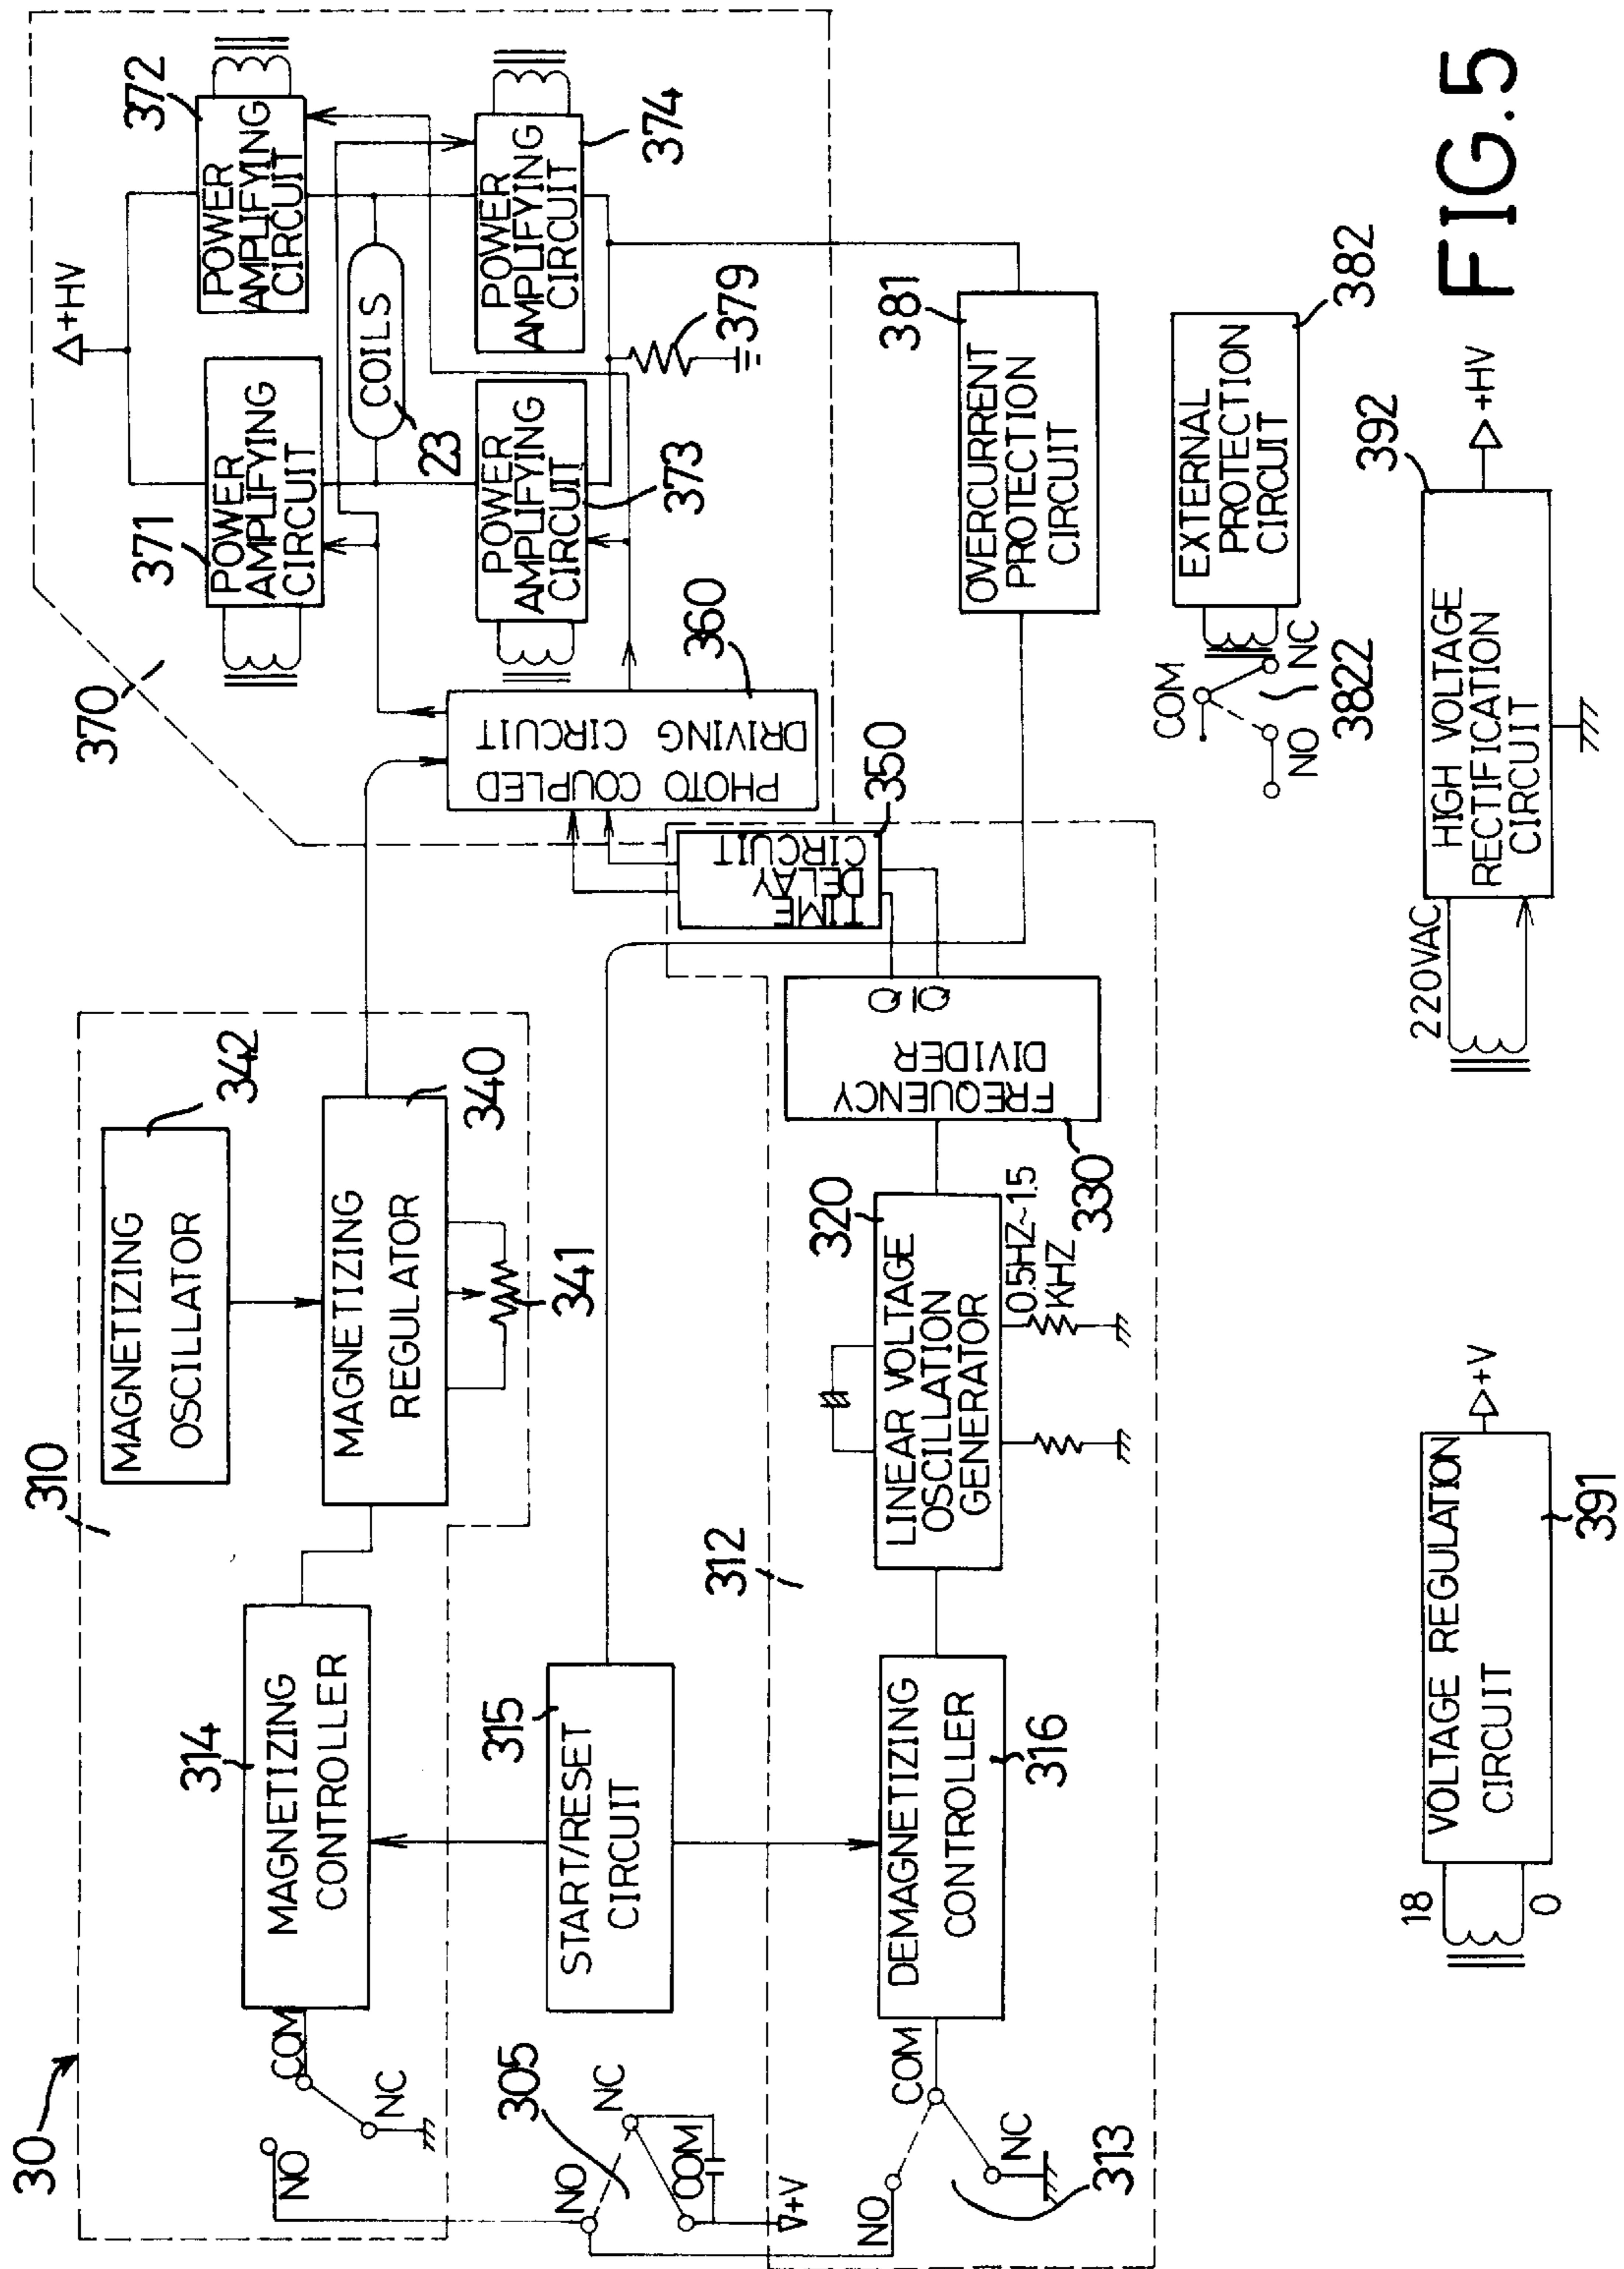 30
310
MAGNETIZING
OSCILLATOR
342
314
MAGNETIZING
CONTROLLER
COM
NO
NC
MAGNETIZING
REGULATOR
340
341
305
NO
NC
COM
+V
315
START/RESET
CIRCUIT
312
316
DEMAGNETIZING
CONTROLLER
COM
NO
NC
313
320
LINEAR VOLTAGE
OSCILLATION
GENERATOR
0.5HZ~1.5
KHZ
330
FREQUENCY
DIVIDER
Q
Q̅
350
TIME
DELAY
CIRCUIT
360
PHOTO COUPLED
DRIVING CIRCUIT
370
+HV
371
POWER
AMPLIFYING
CIRCUIT
372
POWER
AMPLIFYING
CIRCUIT
COILS
23
373
POWER
AMPLIFYING
CIRCUIT
374
POWER
AMPLIFYING
CIRCUIT
379
381
OVERCURRENT
PROTECTION
CIRCUIT
382
EXTERNAL
PROTECTION
CIRCUIT
COM
NO
NC
3822
391
VOLTAGE REGULATION
CIRCUIT
18
0
+V
392
HIGH VOLTAGE
RECTIFICATION
CIRCUIT
220VAC
+HV
FIG.5